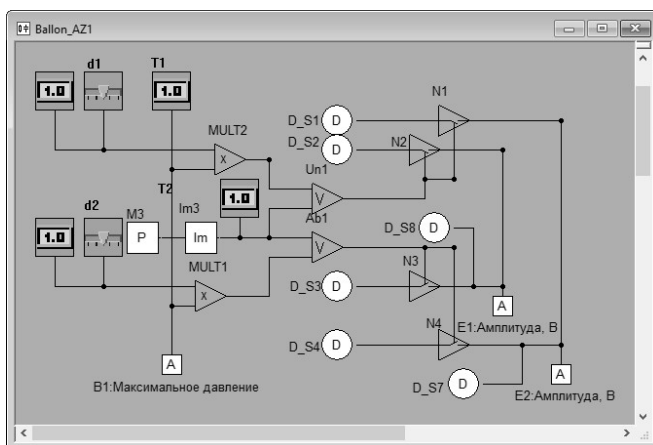 Ballon_AZ1
d1
T1
1.0
1.0
MULT2
X
D_S1
D
D_S2
D
N1
N2
T2
1.0
Un1
V
d2
1.0
M3
P
Im3
Im
Ab1
V
D_S8
D
MULT1
X
D_S3
D
N3
A
E1:Амплитуда, В
D_S4
D
N4
A
B1:Максимальное давление
D_S7
D
A
E2:Амплитуда, В